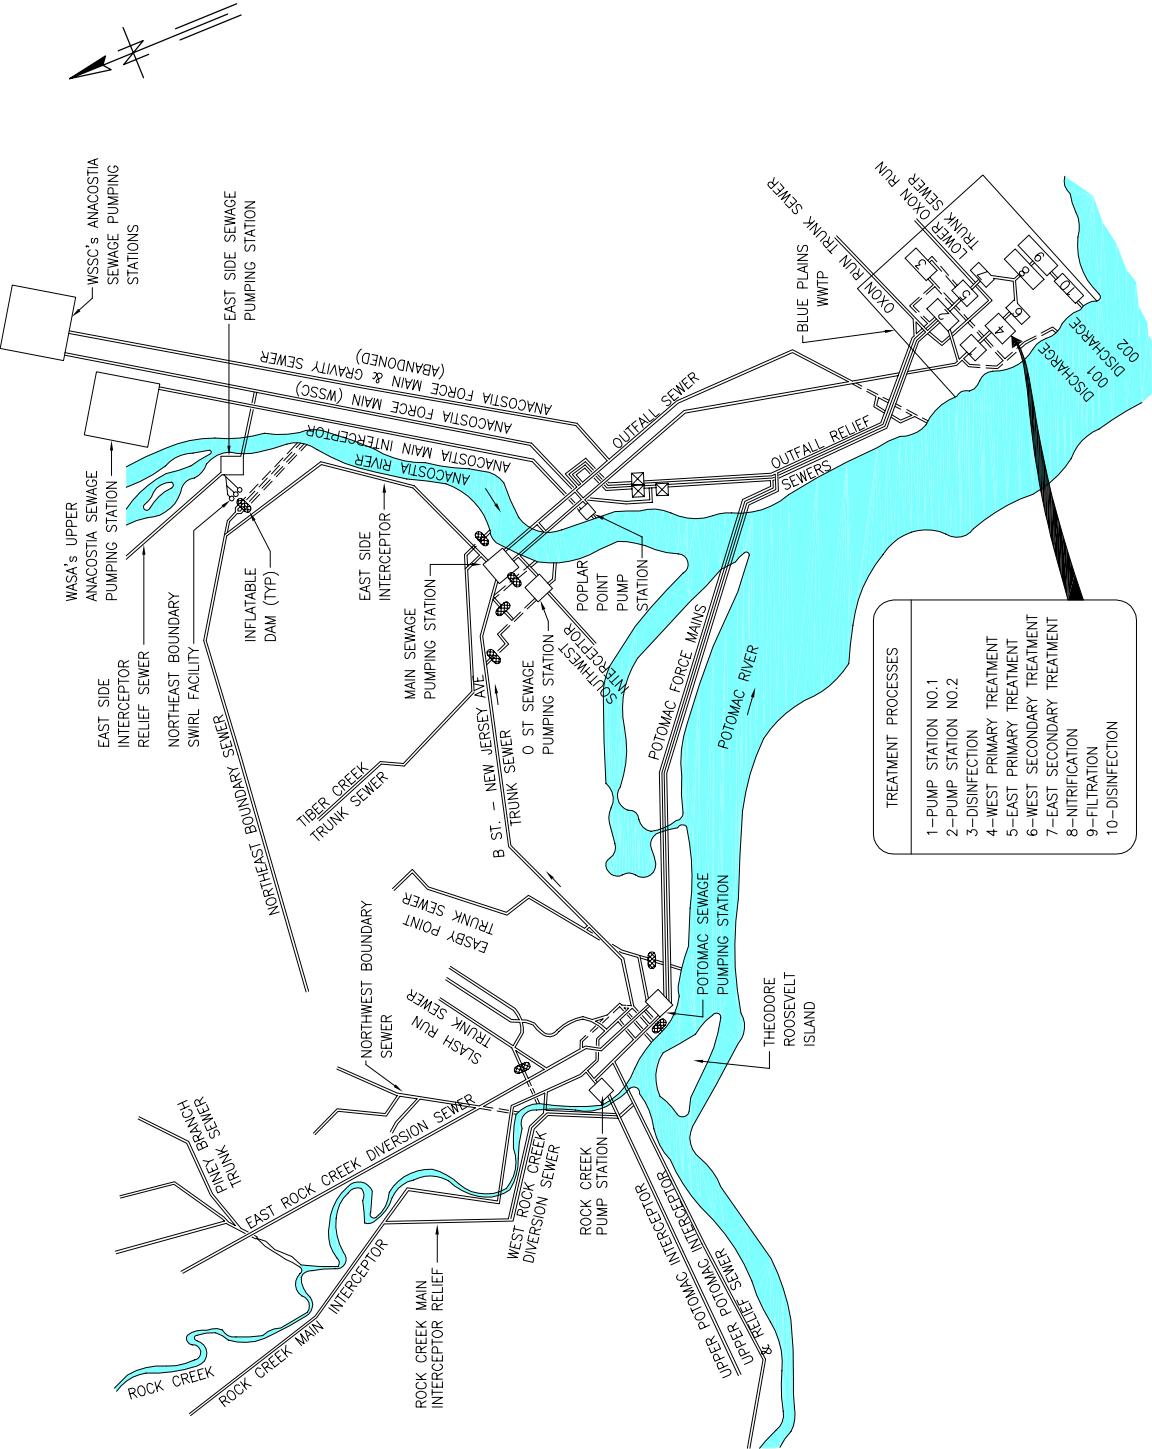 WSSC's ANACOSTIA
SEWAGE PUMPING
STATIONS
EAST SIDE SEWAGE
PUMPING STATION
WASA's UPPER
ANACOSTIA SEWAGE
PUMPING STATION
EAST SIDE
INTERCEPTOR
RELIEF SEWER
NORTHEAST BOUNDARY
SWIRL FACILITY
INFLATABLE
DAM (TYP)
NORTHEAST BOUNDARY SEWER
EAST SIDE
INTERCEPTOR
MAIN SEWAGE
PUMPING STATION
O ST SEWAGE
PUMPING STATION
POPLAR
POINT
PUMP
STATION
SOUTHWEST
INTERCEPTOR
ANACOSTIA FORCE MAIN & GRAVITY SEWER
(ABANDONED)
ANACOSTIA FORCE MAIN (WSSC)
ANACOSTIA MAIN INTERCEPTOR
ANACOSTIA RIVER
OUTFALL SEWER
OUTFALL RELIEF
SEWERS
BLUE PLAINS
WWTP
OXON RUN TRUNK SEWER
OXON RUN
LOWER OXON RUN
TRUNK SEWER
3
5
2
4
6
8
9
10
DISCHARGE
001
DISCHARGE
002
TIBER CREEK
TRUNK SEWER
B ST. - NEW JERSEY AVE
TRUNK SEWER
POTOMAC FORCE MAINS
POTOMAC RIVER
EASBY POINT
TRUNK SEWER
SLASH RUN
TRUNK SEWER
NORTHWEST BOUNDARY
SEWER
POTOMAC SEWAGE
PUMPING STATION
THEODORE
ROOSEVELT
ISLAND
PINEY BRANCH
TRUNK SEWER
EAST ROCK CREEK DIVERSION SEWER
WEST ROCK CREEK
DIVERSION SEWER
ROCK CREEK
PUMP STATION
ROCK CREEK MAIN
INTERCEPTOR RELIEF
ROCK CREEK MAIN INTERCEPTOR
ROCK CREEK
UPPER POTOMAC INTERCEPTOR
UPPER POTOMAC INTERCEPTOR
& RELIEF SEWER
TREATMENT PROCESSES
1-PUMP STATION NO.1
2-PUMP STATION NO.2
3-DISINFECTION
4-WEST PRIMARY TREATMENT
5-EAST PRIMARY TREATMENT
6-WEST SECONDARY TREATMENT
7-EAST SECONDARY TREATMENT
8-NITRIFICATION
9-FILTRATION
10-DISINFECTION